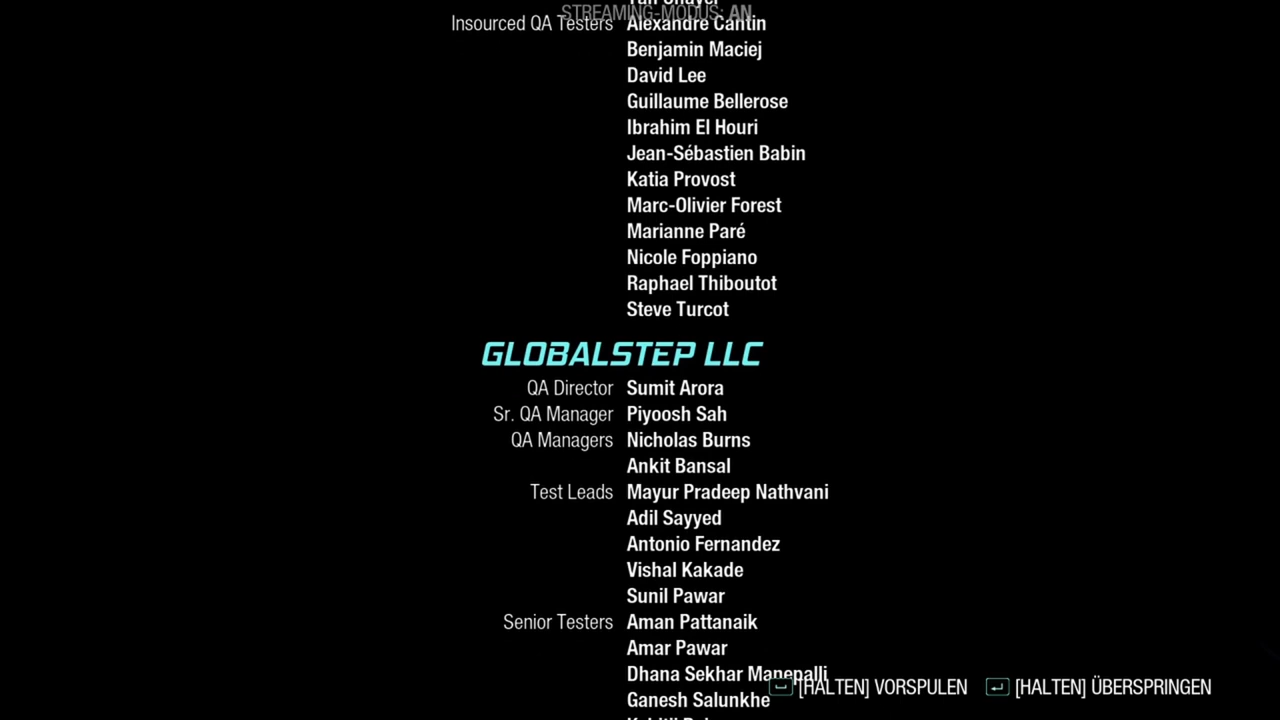 STREAMING-MODUS: AN
Insourced QA Testers Alexandre Cantin
Benjamin Maciej
David Lee
Guillaume Bellerose
Ibrahim El Houri
Jean-Sébastien Babin
Katia Provost
Marc-Olivier Forest
Marianne Paré
Nicole Foppiano
Raphael Thiboutot
Steve Turcot
GLOBALSTEP LLC
QA Director Sumit Arora
Sr. QA Manager Piyoosh Sah
QA Managers Nicholas Burns
Ankit Bansal
Test Leads Mayur Pradeep Nathvani
Adil Sayyed
Antonio Fernandez
Vishal Kakade
Sunil Pawar
Senior Testers Aman Pattanaik
Amar Pawar
Dhana Sekhar Manepalli
[HALTEN] VORSPULEN [HALTEN] ÜBERSPRINGEN
Ganesh Salunkhe